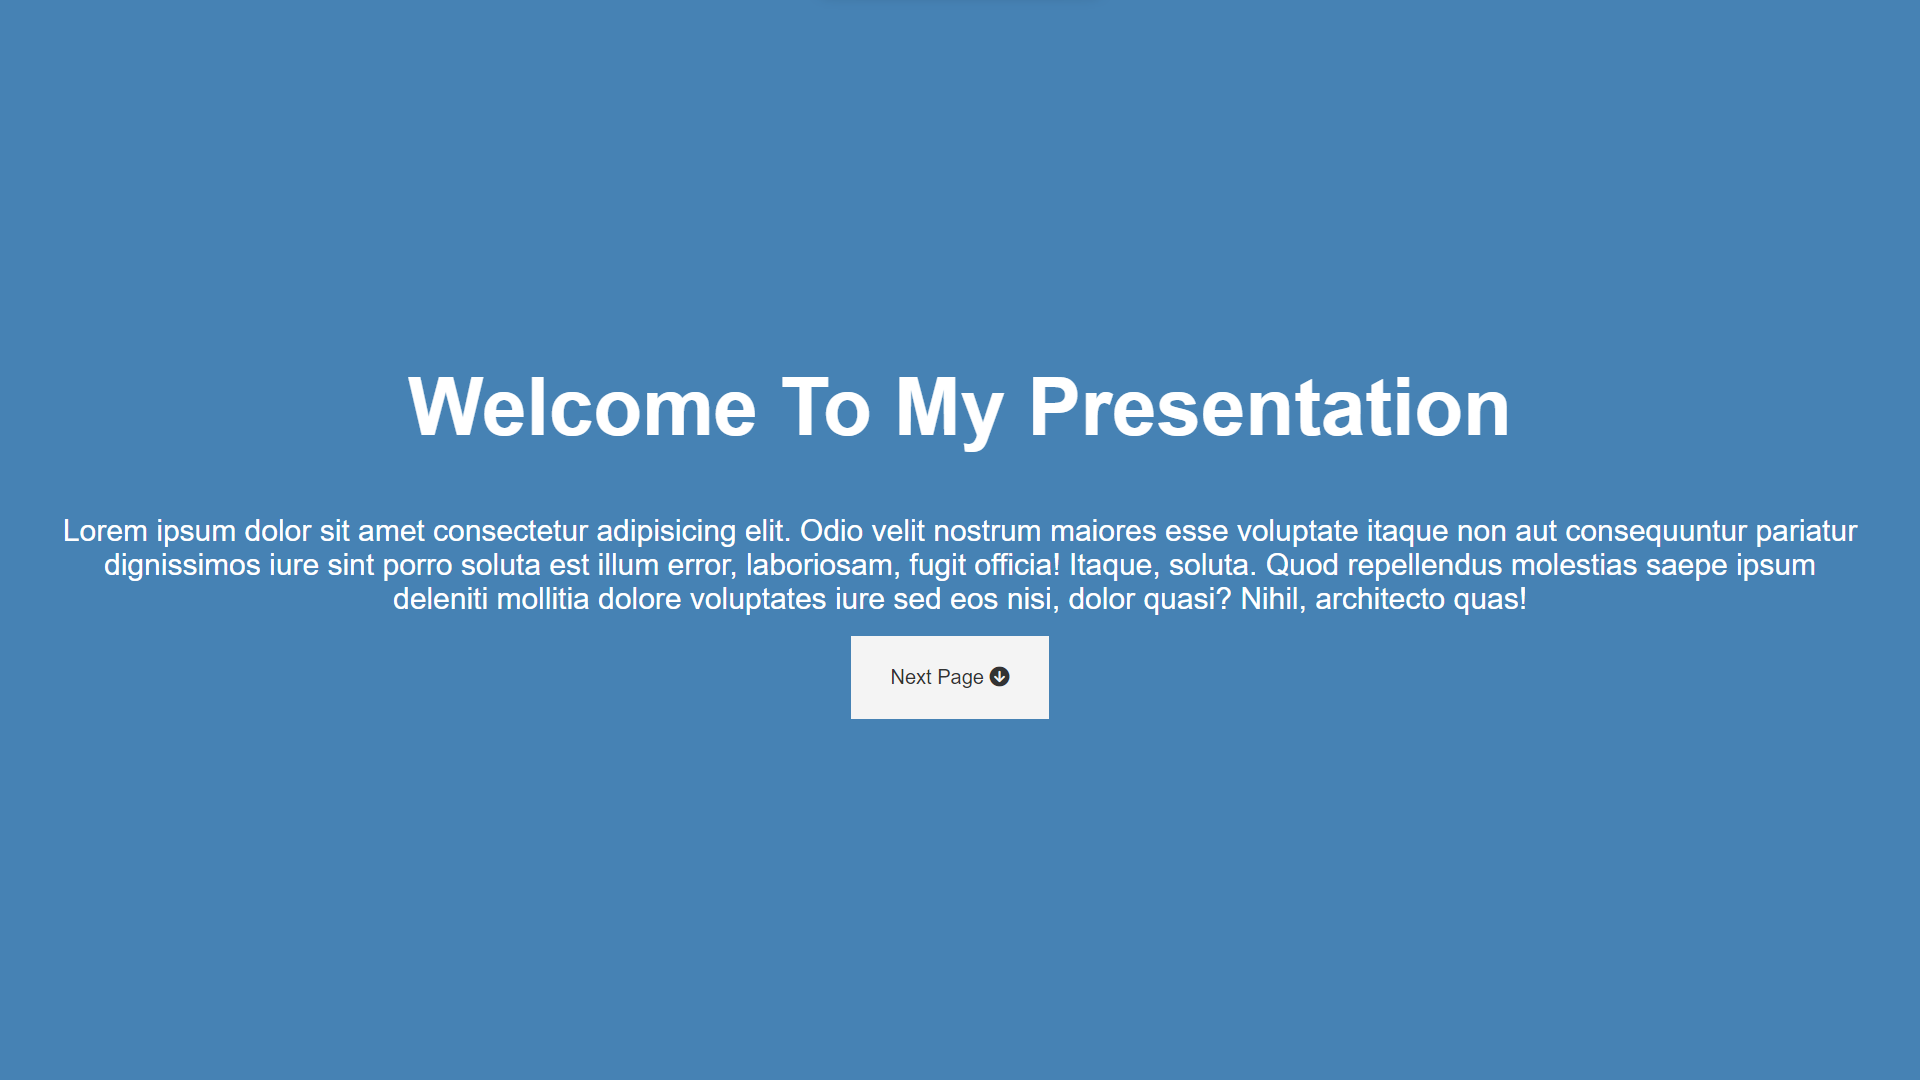 Welcome To My Presentation
Lorem ipsum dolor sit amet consectetur adipisicing elit. Odio velit nostrum maiores esse voluptate itaque non aut consequuntur pariatur
dignissimos iure sint porro soluta est illum error, laboriosam, fugit officia! Itaque, soluta. Quod repellendus molestias saepe ipsum
deleniti mollitia dolore voluptates iure sed eos nisi, dolor quasi? Nihil, architecto quas!
Next Page